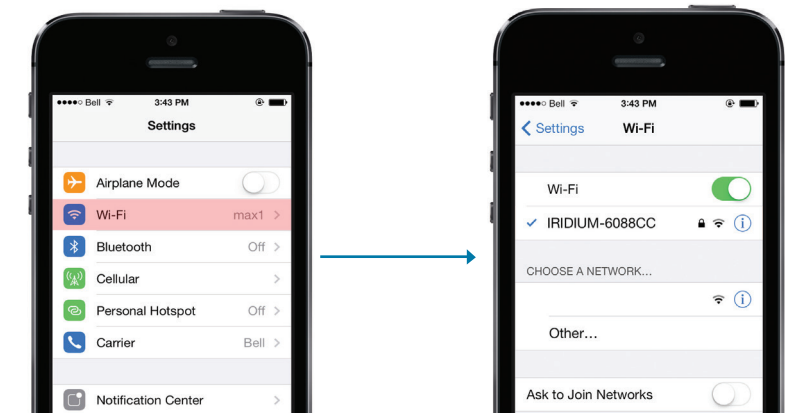 Bell 3:43 PM
Settings
Airplane Mode
Wi-Fi max1
Bluetooth Off
Cellular
Personal Hotspot Off
Carrier Bell
Notification Center
Bell 3:43 PM
Settings Wi-Fi
Wi-Fi
IRIDIUM-6088CC
CHOOSE A NETWORK...
Other...
Ask to Join Networks